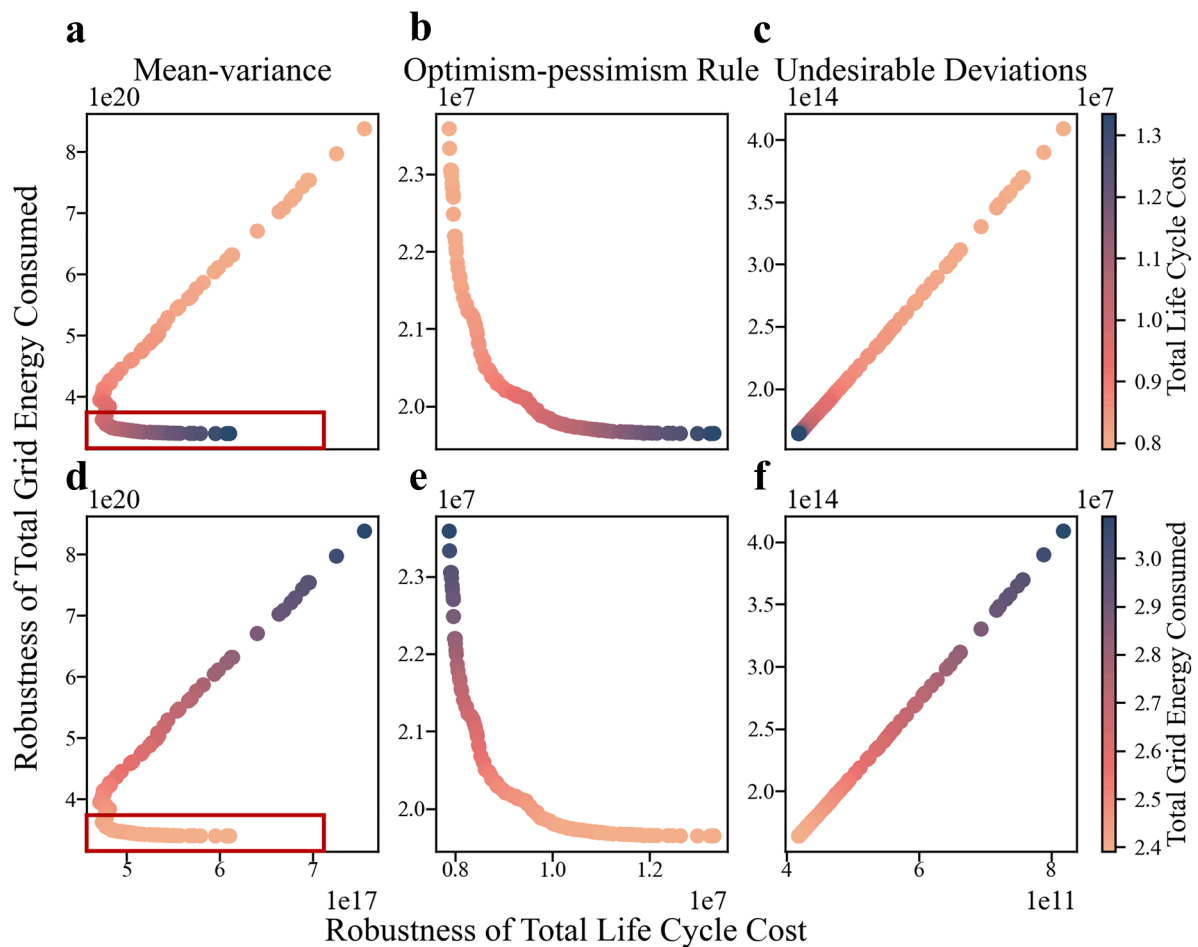 a
b
c
Mean-variance
Optimism-pessimism Rule
Undesirable Deviations
1e20
1e7
1e14
1e7
8
7
6
5
4
2.3
2.2
2.1
2.0
4.0
3.5
3.0
2.5
2.0
1.3
1.2
1.1
1.0
0.9
0.8
Total Life Cycle Cost
Robustness of Total Grid Energy Consumed
d
e
f
1e20
1e7
1e14
1e7
8
7
6
5
4
2.3
2.2
2.1
2.0
4.0
3.5
3.0
2.5
2.0
3.0
2.9
2.8
2.7
2.6
2.5
2.4
Total Grid Energy Consumed
5 6 7
0.8 1.0 1.2
4 6 8
1e17
1e7
1e11
Robustness of Total Life Cycle Cost